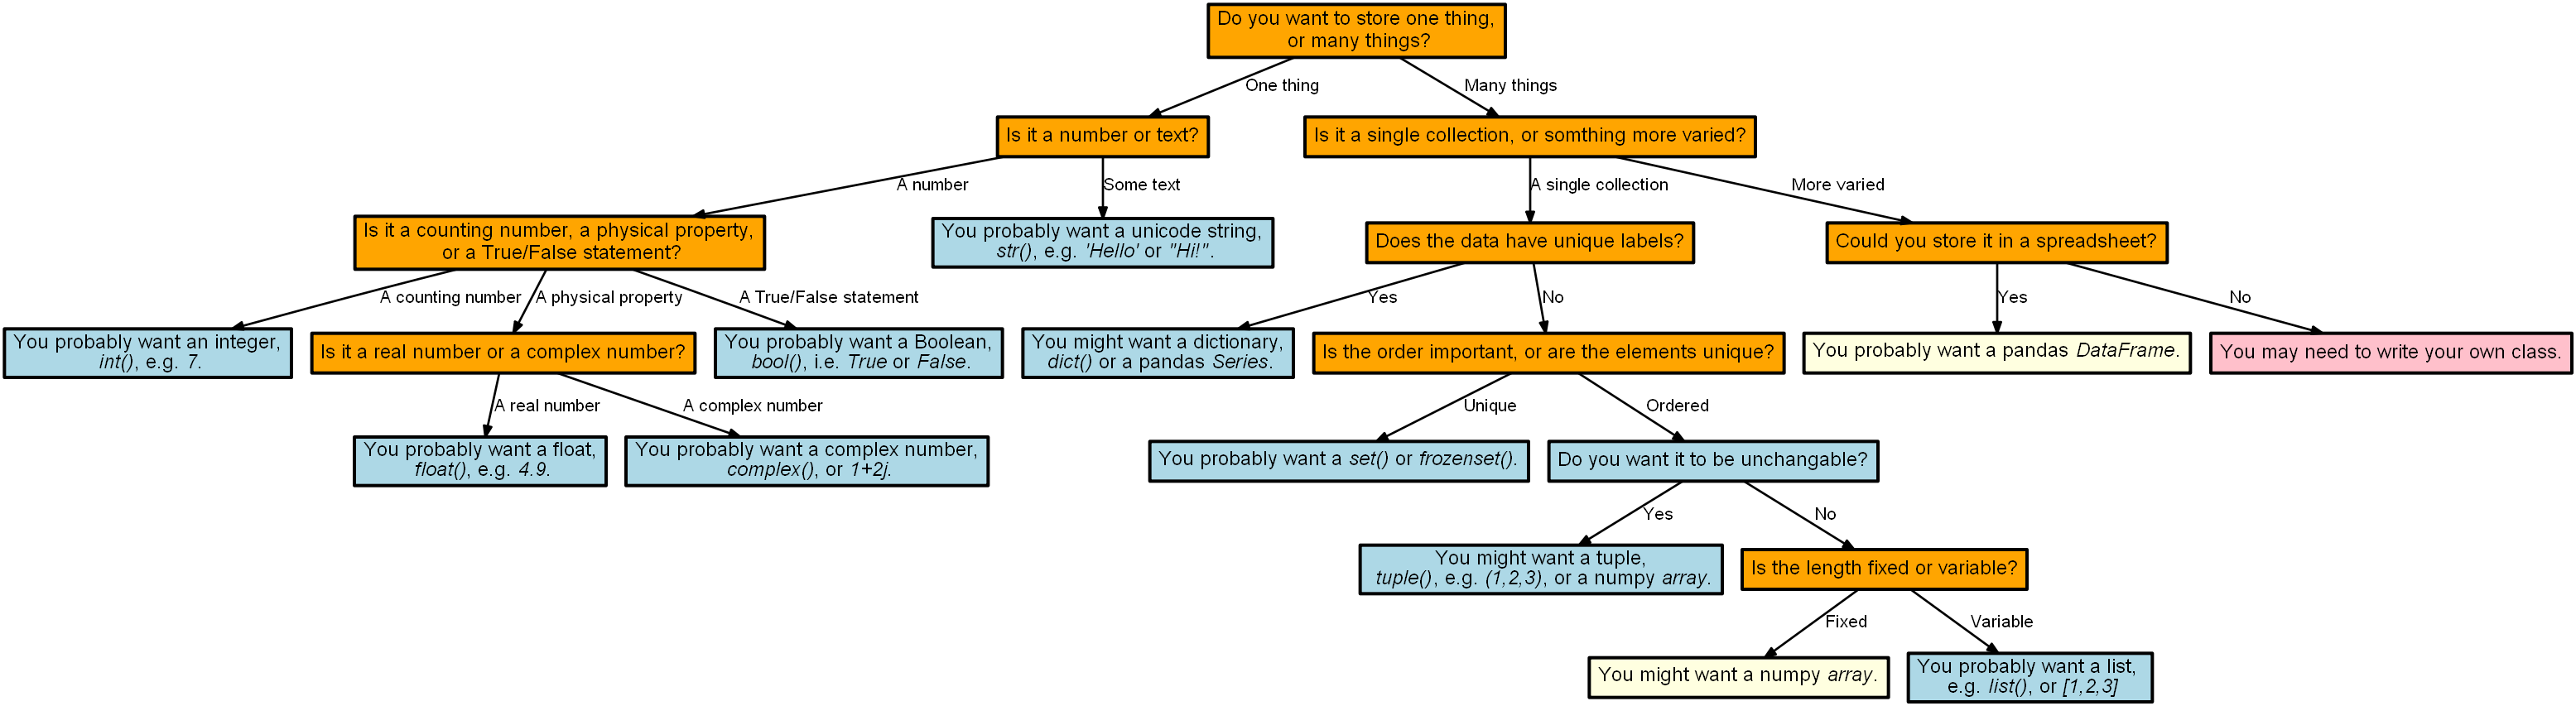 Do you want to store one thing,
or many things?
One thing
Many things
Is it a number or text?
Is it a single collection, or somthing more varied?
A number
Some text
A single collection
More varied
Is it a counting number, a physical property,
or a True/False statement?
You probably want a unicode string,
str(), e.g. 'Hello' or "Hi!".
Does the data have unique labels?
Could you store it in a spreadsheet?
A counting number
A physical property
A True/False statement
Yes
No
Yes
No
You probably want an integer,
int(), e.g. 7.
Is it a real number or a complex number?
You probably want a Boolean,
bool(), i.e. True or False.
You might want a dictionary,
dict() or a pandas Series.
Is the order important, or are the elements unique?
You probably want a pandas DataFrame.
You may need to write your own class.
A real number
A complex number
Unique
Ordered
You probably want a float,
float(), e.g. 4.9.
You probably want a complex number,
complex(), or 1+2j.
You probably want a set() or frozenset().
Do you want it to be unchangable?
Yes
No
You might want a tuple,
tuple(), e.g. (1,2,3), or a numpy array.
Is the length fixed or variable?
Fixed
Variable
You might want a numpy array.
You probably want a list,
e.g. list(), or [1,2,3]